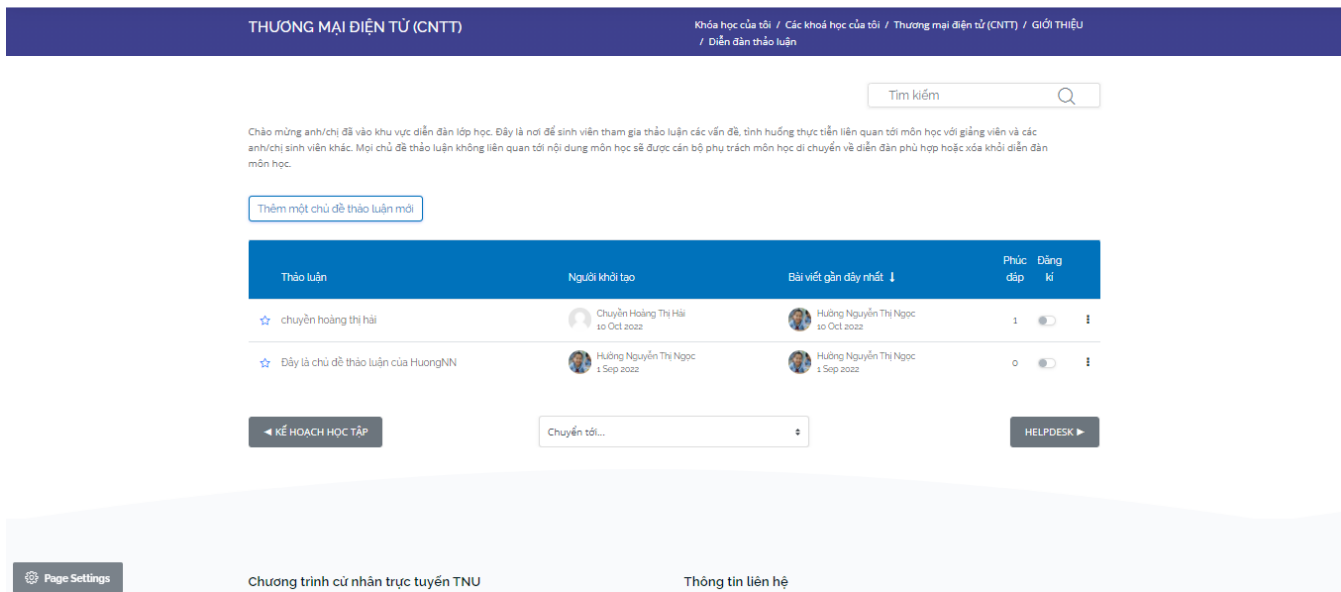 THƯƠNG MẠI ĐIỆN TỬ (CNTT)
Khóa học của tôi / Các khoá học của tôi / Thương mại điện tử (CNTT) / GIỚI THIỆU
/ Diễn đàn thảo luận
Tìm kiếm
Chào mừng anh/chị đã vào khu vực diễn đàn lớp học. Đây là nơi để sinh viên tham gia thảo luận các vấn đề, tình huống thực tiễn liên quan tới môn học với giảng viên và các
anh/chị sinh viên khác. Mọi chủ đề thảo luận không liên quan tới nội dung môn học sẽ được cán bộ phụ trách môn học di chuyển về diễn đàn phù hợp hoặc xóa khỏi diễn đàn
môn học.
Thêm một chủ đề thảo luận mới
Thảo luận Người khởi tạo Bài viết gần đây nhất ↓ Phúc đáp Đăng kí
chuyền hoàng thị hải Chuyền Hoàng Thị Hải Hường Nguyễn Thị Ngọc 1
10 Oct 2022 10 Oct 2022
Đây là chủ đề thảo luận của HuongNN Hường Nguyễn Thị Ngọc Hường Nguyễn Thị Ngọc 0
1 Sep 2022 1 Sep 2022
◄ KẾ HOẠCH HỌC TẬP Chuyển tới... HELPDESK ►
Page Settings
Chương trình cử nhân trực tuyến TNU Thông tin liên hệ